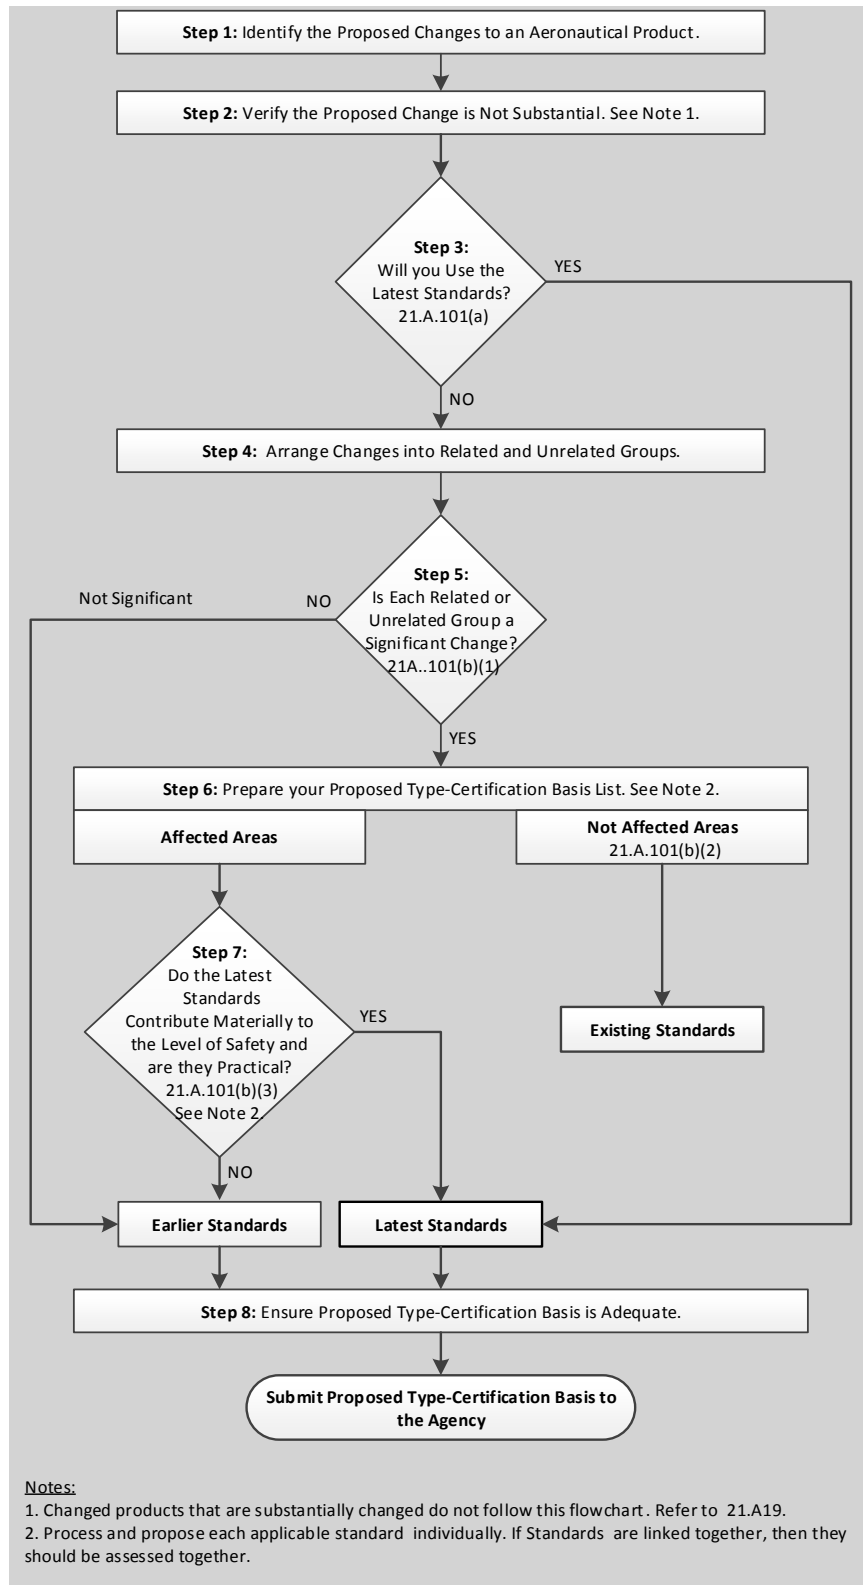 Step 1: Identify the Proposed Changes to an Aeronautical Product.
Step 2: Verify the Proposed Change is Not Substantial. See Note 1.
Step 3:
Will you Use the
Latest Standards?
21.A.101(a)
YES
NO
Step 4: Arrange Changes into Related and Unrelated Groups.
Step 5:
Is Each Related or
Unrelated Group a
Significant Change?
21A..101(b)(1)
Not Significant
NO
YES
Step 6: Prepare your Proposed Type-Certification Basis List. See Note 2.
Affected Areas
Not Affected Areas
21.A.101(b)(2)
Step 7:
Do the Latest
Standards
Contribute Materially to
the Level of Safety and
are they Practical?
21.A.101(b)(3)
See Note 2.
YES
NO
Existing Standards
Earlier Standards
Latest Standards
Step 8: Ensure Proposed Type-Certification Basis is Adequate.
Submit Proposed Type-Certification Basis to
the Agency
Notes:
1. Changed products that are substantially changed do not follow this flowchart. Refer to 21.A19.
2. Process and propose each applicable standard individually. If Standards are linked together, then they
should be assessed together.